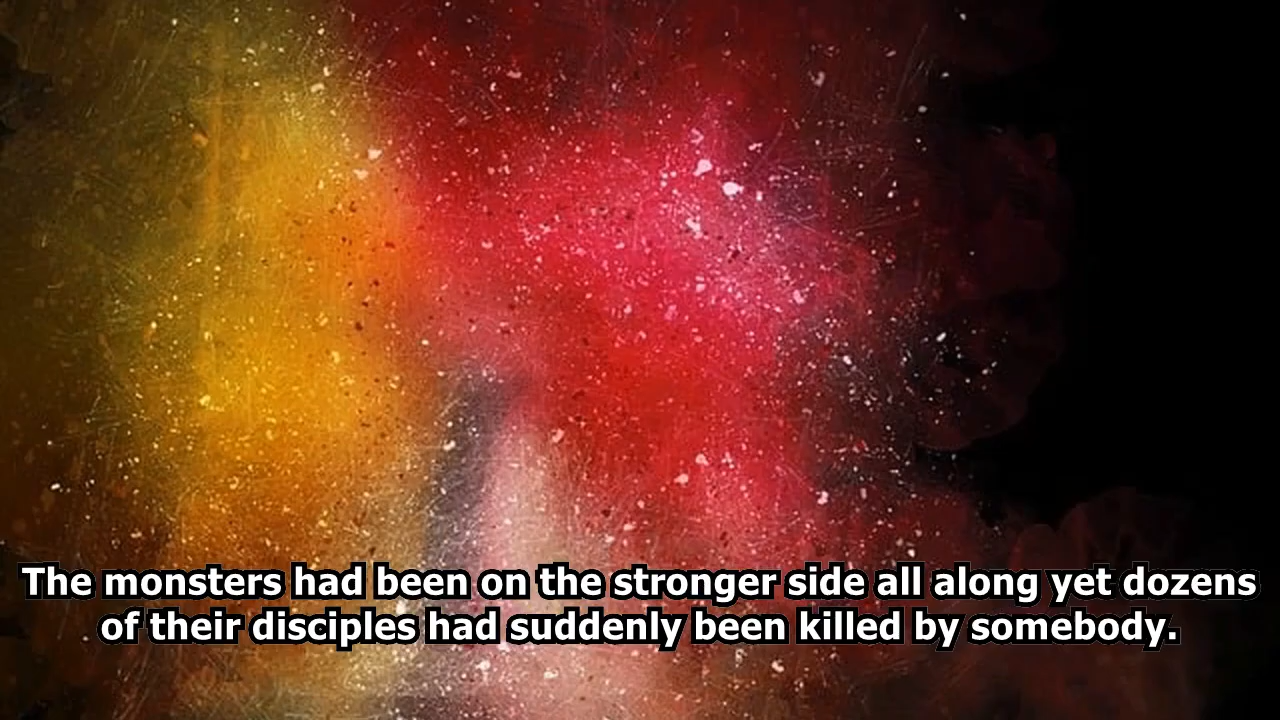 The monsters had been on the stronger side all along yet dozens
of their disciples had suddenly been killed by somebody.